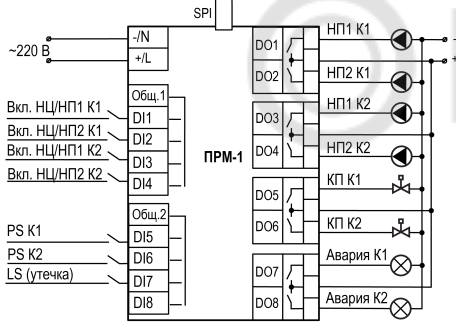 SPI
~220 В
-/N
+/L
Общ.1
Вкл. НЦ/НП1 К1
DI1
Вкл. НЦ/НП2 К1
DI2
Вкл. НЦ/НП1 К2
DI3
Вкл. НЦ/НП2 К2
DI4
Общ.2
PS К1
DI5
PS К2
DI6
LS (утечка)
DI7
DI8
ПРМ-1
DO1
НП1 К1
-
+
DO2
НП2 К1
DO3
НП1 К2
DO4
НП2 К2
DO5
КП К1
DO6
КП К2
DO7
Авария К1
DO8
Авария К2